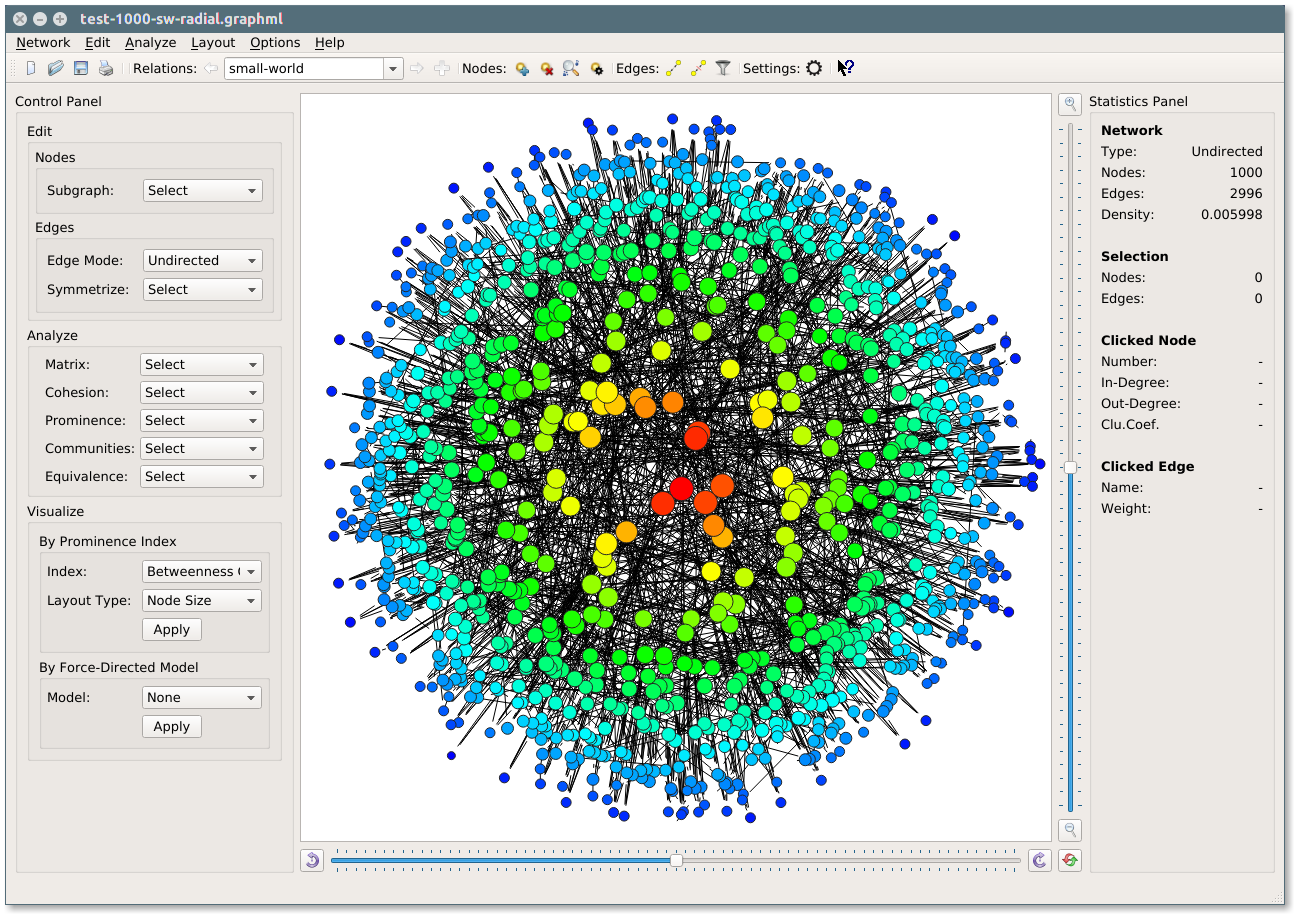 test-1000-sw-radial.graphml
Network Edit Analyze Layout Options Help
Relations: small-world Nodes: Edges: Settings:
Control Panel
Edit
Nodes
Subgraph: Select
Edges
Edge Mode: Undirected
Symmetrize: Select
Analyze
Matrix: Select
Cohesion: Select
Prominence: Select
Communities: Select
Equivalence: Select
Visualize
By Prominence Index
Index: Betweenness
Layout Type: Node Size
Apply
By Force-Directed Model
Model: None
Apply
Statistics Panel
Network
Type: Undirected
Nodes: 1000
Edges: 2996
Density: 0.005998
Selection
Nodes: 0
Edges: 0
Clicked Node
Number: -
In-Degree: -
Out-Degree: -
Clu.Coef. -
Clicked Edge
Name: -
Weight: -